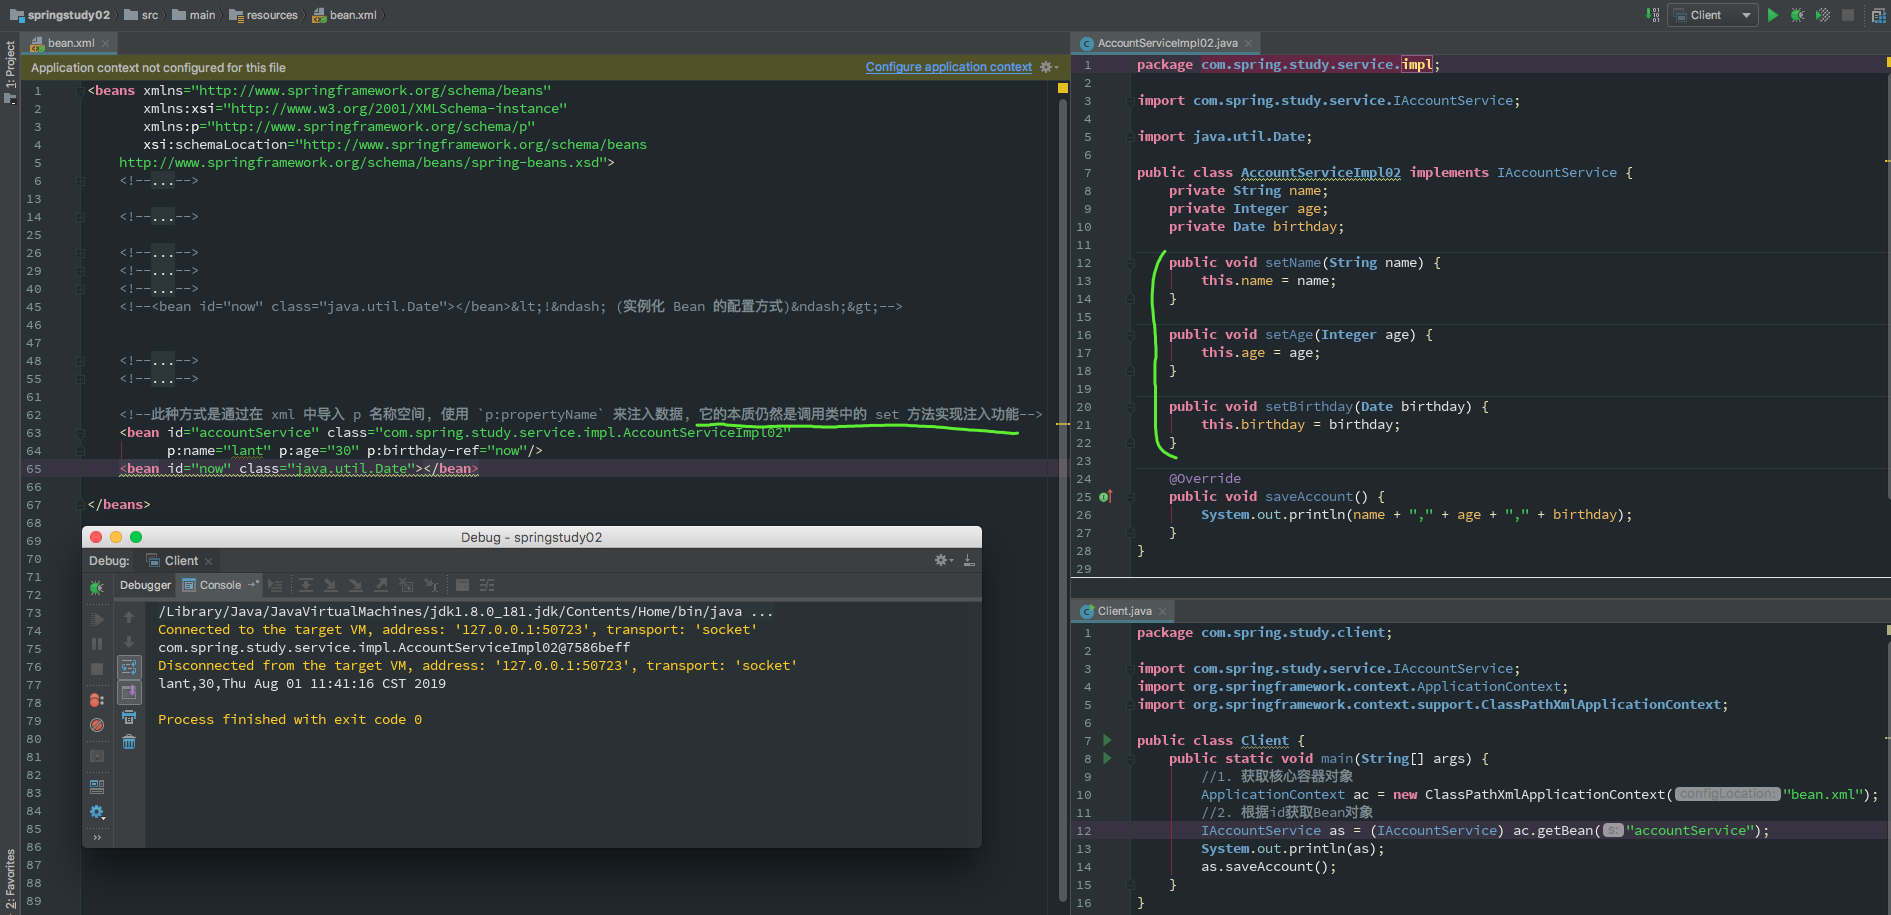 springstudy02 src main resources bean.xml
Client
1: Project
2: Favorites
bean.xml
Application context not configured for this file
Configure application context
1 <beans xmlns="http://www.springframework.org/schema/beans"
2 xmlns:xsi="http://www.w3.org/2001/XMLSchema-instance"
3 xmlns:p="http://www.springframework.org/schema/p"
4 xsi:schemaLocation="http://www.springframework.org/schema/beans
5 http://www.springframework.org/schema/beans/spring-beans.xsd">
6 <!--...-->
13
14 <!--...-->
25
26 <!--...-->
29 <!--...-->
40 <!--...-->
45 <!--<bean id="now" class="java.util.Date"></bean>&lt;!&ndash; (实例化 Bean 的配置方式)&ndash;&gt;-->
46
47
48 <!--...-->
55 <!--...-->
61
62 <!--此种方式是通过在 xml 中导入 p 名称空间, 使用 `p:propertyName` 来注入数据, 它的本质仍然是调用类中的 set 方法实现注入功能-->
63 <bean id="accountService" class="com.spring.study.service.impl.AccountServiceImpl02"
64 p:name="lant" p:age="30" p:birthday-ref="now"/>
65 <bean id="now" class="java.util.Date"></bean>
66
67 </beans>
68
69
70
71
72
73
74
75
76
77
78
79
80
81
82
83
84
85
86
87
88
89
Debug - springstudy02
Debug: Client
Debugger Console
/Library/Java/JavaVirtualMachines/jdk1.8.0_181.jdk/Contents/Home/bin/java ...
Connected to the target VM, address: '127.0.0.1:50723', transport: 'socket'
com.spring.study.service.impl.AccountServiceImpl02@7586beff
Disconnected from the target VM, address: '127.0.0.1:50723', transport: 'socket'
lant,30,Thu Aug 01 11:41:16 CST 2019
Process finished with exit code 0
AccountServiceImpl02.java
1 package com.spring.study.service.impl;
2
3 import com.spring.study.service.IAccountService;
4
5 import java.util.Date;
6
7 public class AccountServiceImpl02 implements IAccountService {
8 private String name;
9 private Integer age;
10 private Date birthday;
11
12 public void setName(String name) {
13 this.name = name;
14 }
15
16 public void setAge(Integer age) {
17 this.age = age;
18 }
19
20 public void setBirthday(Date birthday) {
21 this.birthday = birthday;
22 }
23
24 @Override
25 public void saveAccount() {
26 System.out.println(name + "," + age + "," + birthday);
27 }
28 }
29
Client.java
1 package com.spring.study.client;
2
3 import com.spring.study.service.IAccountService;
4 import org.springframework.context.ApplicationContext;
5 import org.springframework.context.support.ClassPathXmlApplicationContext;
6
7 public class Client {
8 public static void main(String[] args) {
9 //1. 获取核心容器对象
10 ApplicationContext ac = new ClassPathXmlApplicationContext( configLocation: "bean.xml");
11 //2. 根据id获取Bean对象
12 IAccountService as = (IAccountService) ac.getBean( s: "accountService");
13 System.out.println(as);
14 as.saveAccount();
15 }
16 }